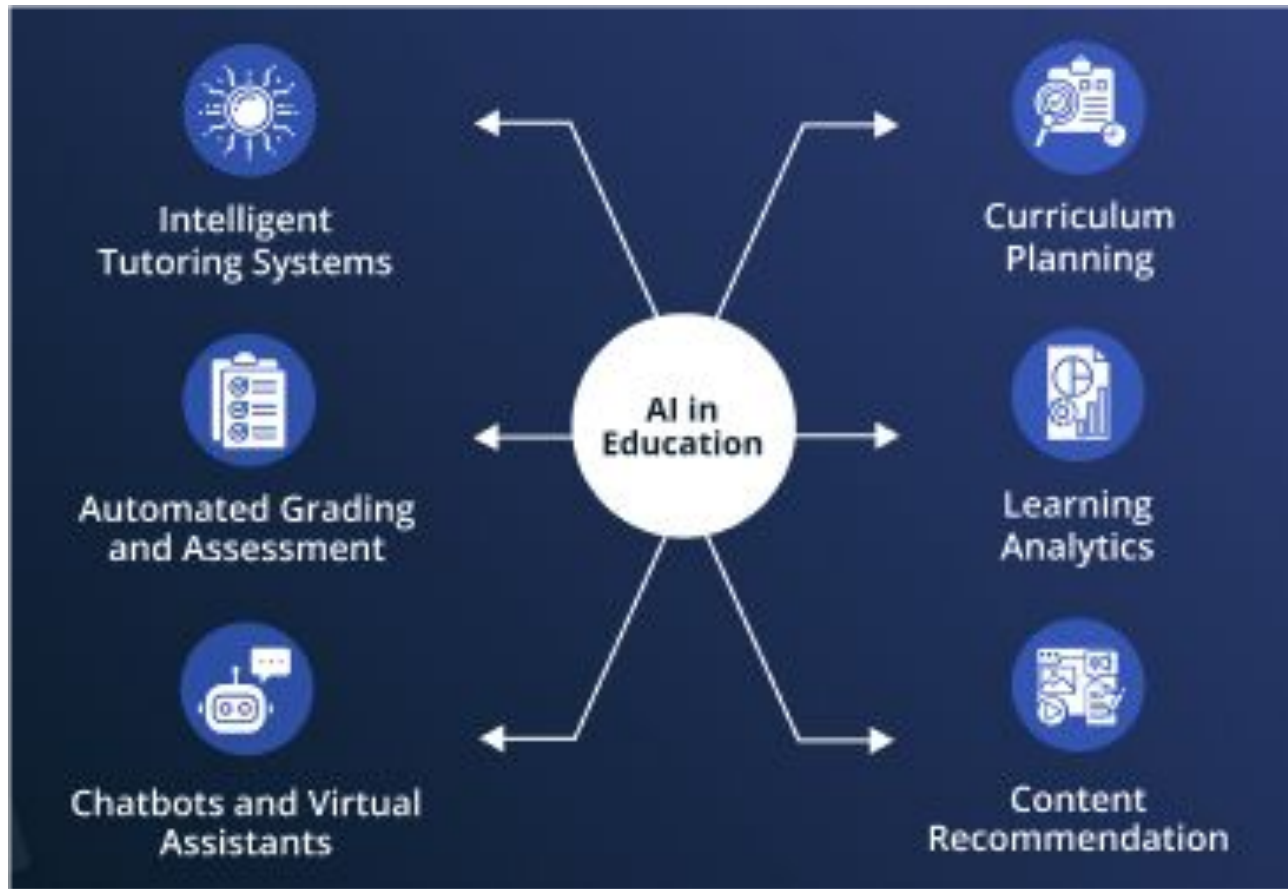 Intelligent
Tutoring Systems
Automated Grading
and Assessment
Chatbots and Virtual
Assistants
AI in
Education
Curriculum
Planning
Learning
Analytics
Content
Recommendation